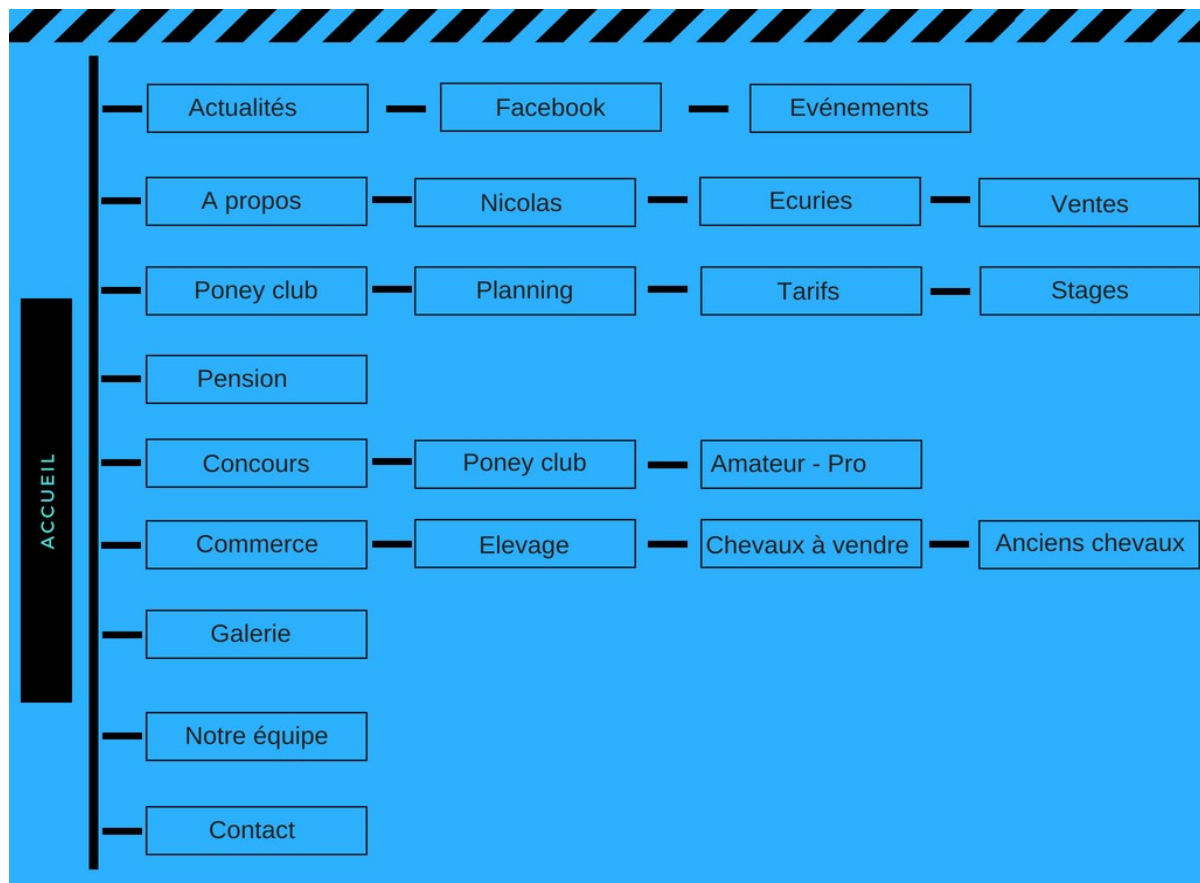 ACCUEIL
Actualités
Facebook
Evénements
A propos
Nicolas
Ecuries
Ventes
Poney club
Planning
Tarifs
Stages
Pension
Concours
Poney club
Amateur - Pro
Commerce
Elevage
Chevaux à vendre
Anciens chevaux
Galerie
Notre équipe
Contact